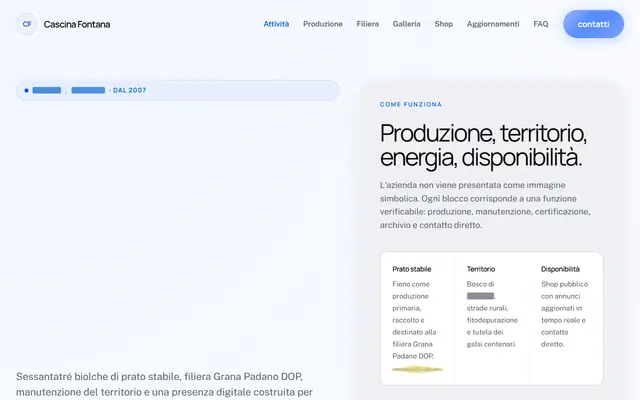 CF Cascina Fontana
Attività Produzione Filiera Galleria Shop Aggiornamenti FAQ contatti
, · DAL 2007
Sessantatré biolche di prato stabile, filiera Grana Padano DOP,
manutenzione del territorio e una presenza digitale costruita per
COME FUNZIONA
Produzione, territorio,
energia, disponibilità.
L'azienda non viene presentata come immagine
simbolica. Ogni blocco corrisponde a una funzione
verificabile: produzione, manutenzione, certificazione,
archivio e contatto diretto.
Prato stabile
Fieno come
produzione
primaria,
raccolto e
destinato alla
filiera Grana
Padano DOP.
Territorio
Bosco di
,
strade rurali,
fitodepurazione
e tutela dei
gelsi centenari.
Disponibilità
Shop pubblico
con annunci
aggiornati in
tempo reale e
contatto
diretto.